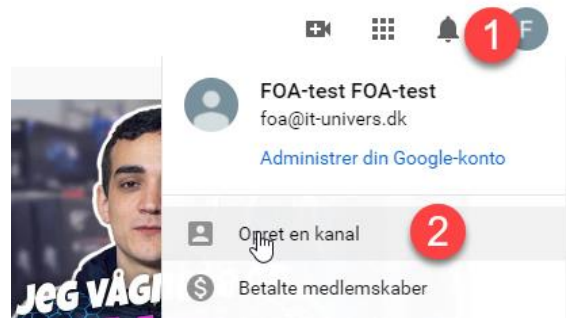 1
F
FOA-test FOA-test
foa@it-univers.dk
Administrer din Google-konto
Opret en kanal
2
JEG VÅG
Betalte medlemskaber